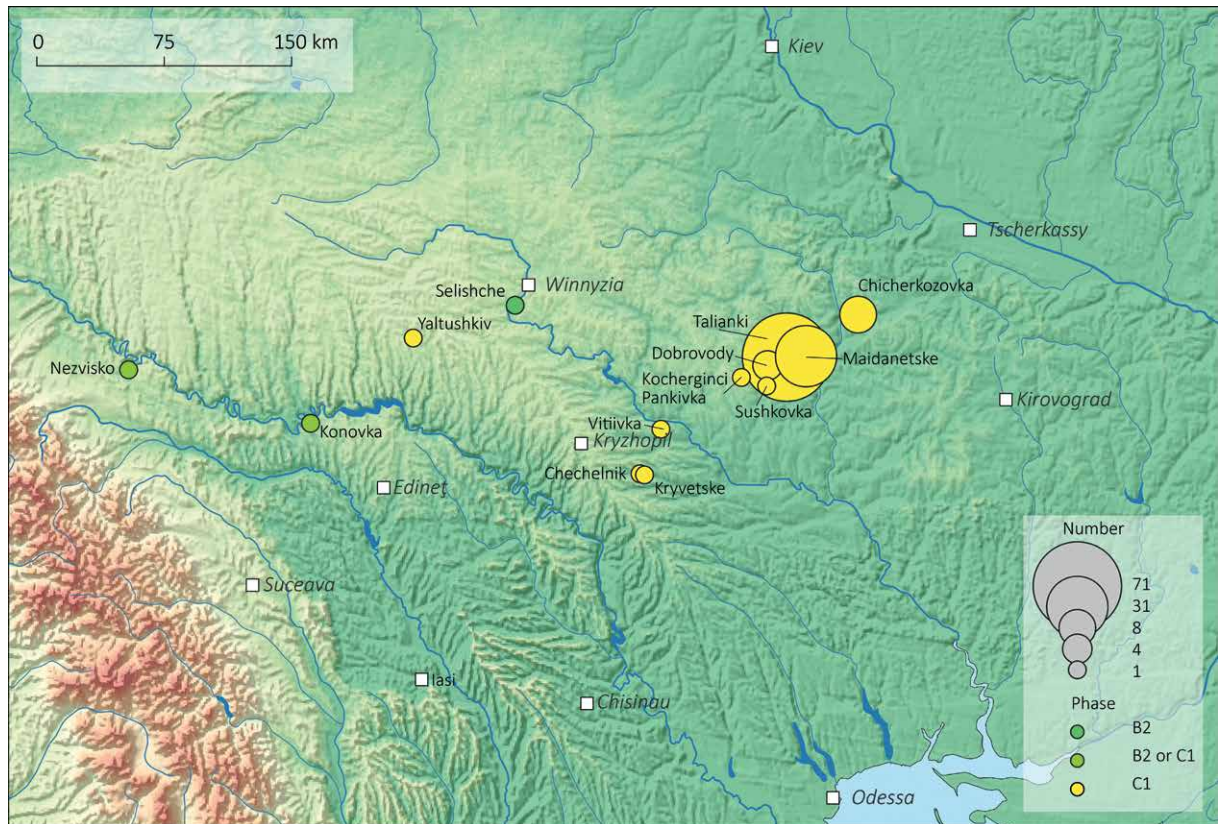 0 75 150 km
Kiev
Tscherkassy
Chicherkozovka
Winnyzia
Selishche
Yaltushkiv
Talianki
Nezvisko
Dobrovody
Maidanetske
Kocherginci
Pankivka
Sushkovka
Kirovograd
Konovka
Vitiivka
Kryzhopil
Chechelnik
Kryvetske
Edineţ
Suceava
Iasi
Chisinau
Odessa
Number
71
31
8
4
1
Phase
B2
B2 or C1
C1